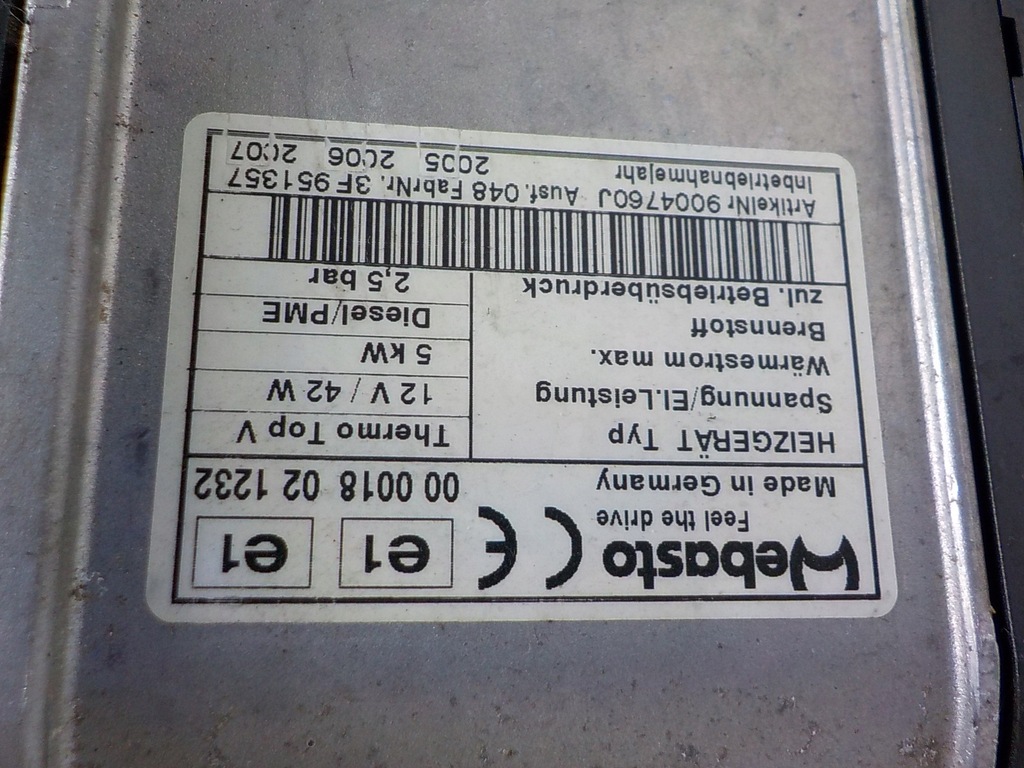 Webasto
Feel the drive
Made in Germany
e1 e1
00 0018 02 1232
HEIZGERÄT Typ Thermo Top V
Spannung/El.Leistung 12 V / 42 W
Wärmestrom max. 5 kW
Brennstoff Diesel/PME
zul. Betriebsüberdruck 2,5 bar
ArtikelNr 9004760J Ausf. 048 FabrNr. 3F 951357
Inbetriebnahmejahr 2005 2006 2007